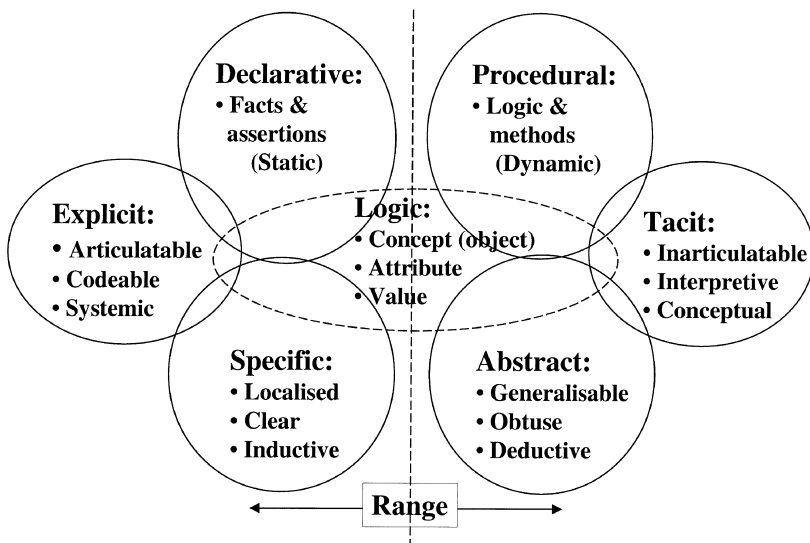 Declarative:
• Facts &
assertions
(Static)
Procedural:
• Logic &
methods
(Dynamic)
Explicit:
• Articulatable
• Codeable
• Systemic
Logic:
• Concept (object)
• Attribute
• Value
Tacit:
• Inarticulatable
• Interpretive
• Conceptual
Specific:
• Localised
• Clear
• Inductive
Abstract:
• Generalisable
• Obtuse
• Deductive
Range